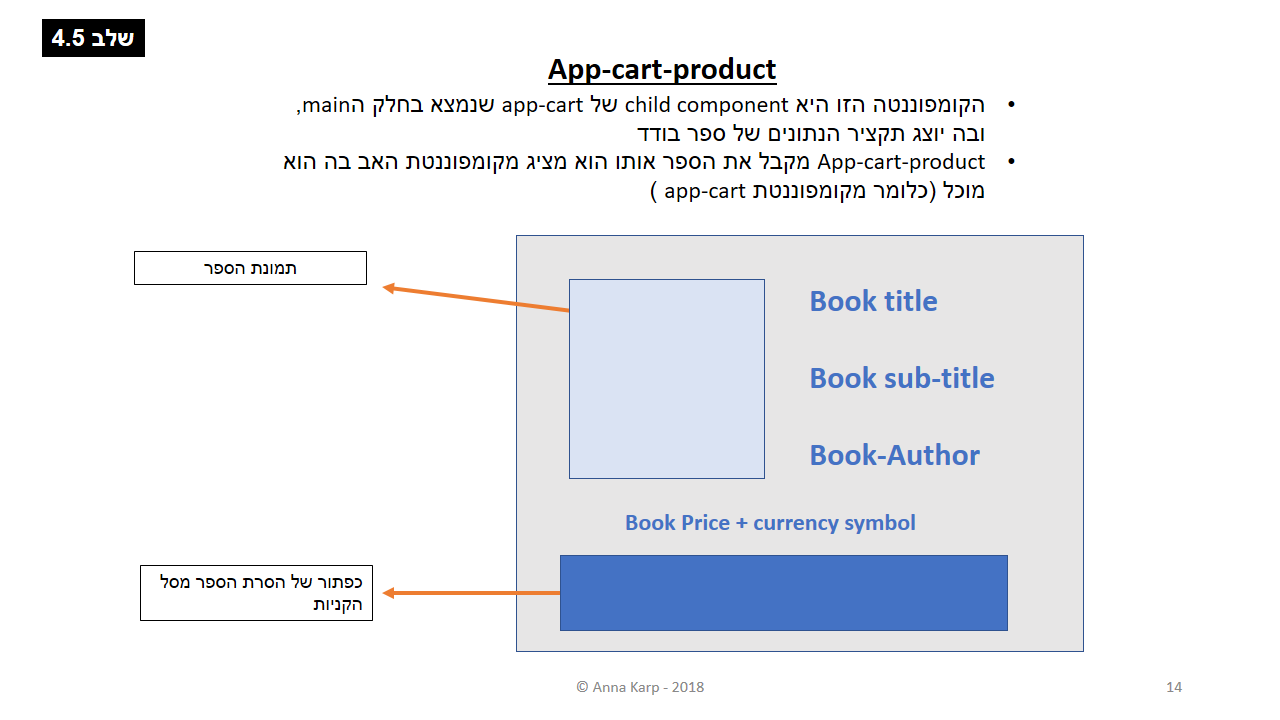 שלב 4.5
App-cart-product
• הקומפוננטה הזו היא child component של app-cart שנמצא בחלק הmain,
ובה יוצג תקציר הנתונים של ספר בודד
• App-cart-product מקבל את הספר אותו הוא מציג מקומפוננטת האב בה הוא
מוכל (כלומר מקומפוננטת app-cart )
תמונת הספר
Book title
Book sub-title
Book-Author
Book Price + currency symbol
כפתור של הסרת הספר מסל
הקניות
© Anna Karp - 2018
14